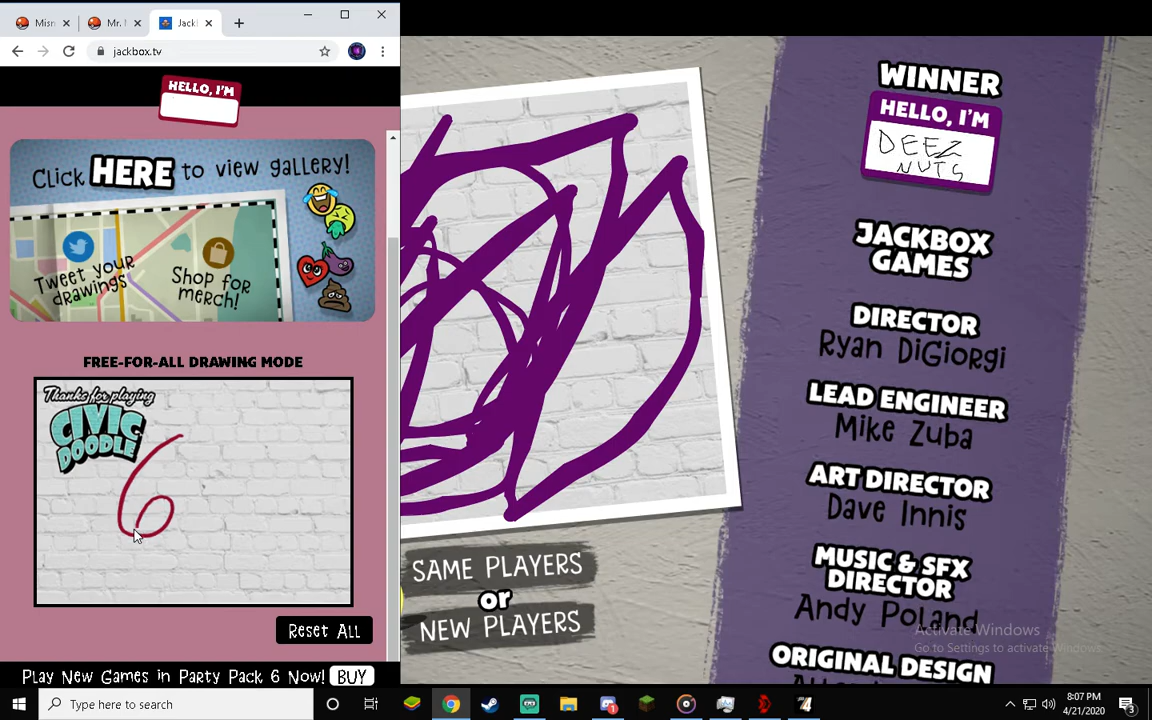 Mr. M
Jackb
jackbox.tv
HELLO, I'M
Click HERE to view gallery!
Tweet your
drawings
Shop for
merch!
FREE-FOR-ALL DRAWING MODE
Thanks for playing
CIVIC
DOODLE
6
Reset All
Play New Games in Party Pack 6 Now! BUY
SAME PLAYERS
or
NEW PLAYERS
WINNER
HELLO, I'M
DEEZ
NUTS
JACKBOX
GAMES
DIRECTOR
Ryan DiGiorgi
LEAD ENGINEER
Mike Zuba
ART DIRECTOR
Dave Innis
MUSIC & SFX
DIRECTOR
Andy Poland
Activate Windows
Go to Settings to activate Windows.
ORIGINAL DESIGN
Type here to search
8:07 PM
4/21/2020
3